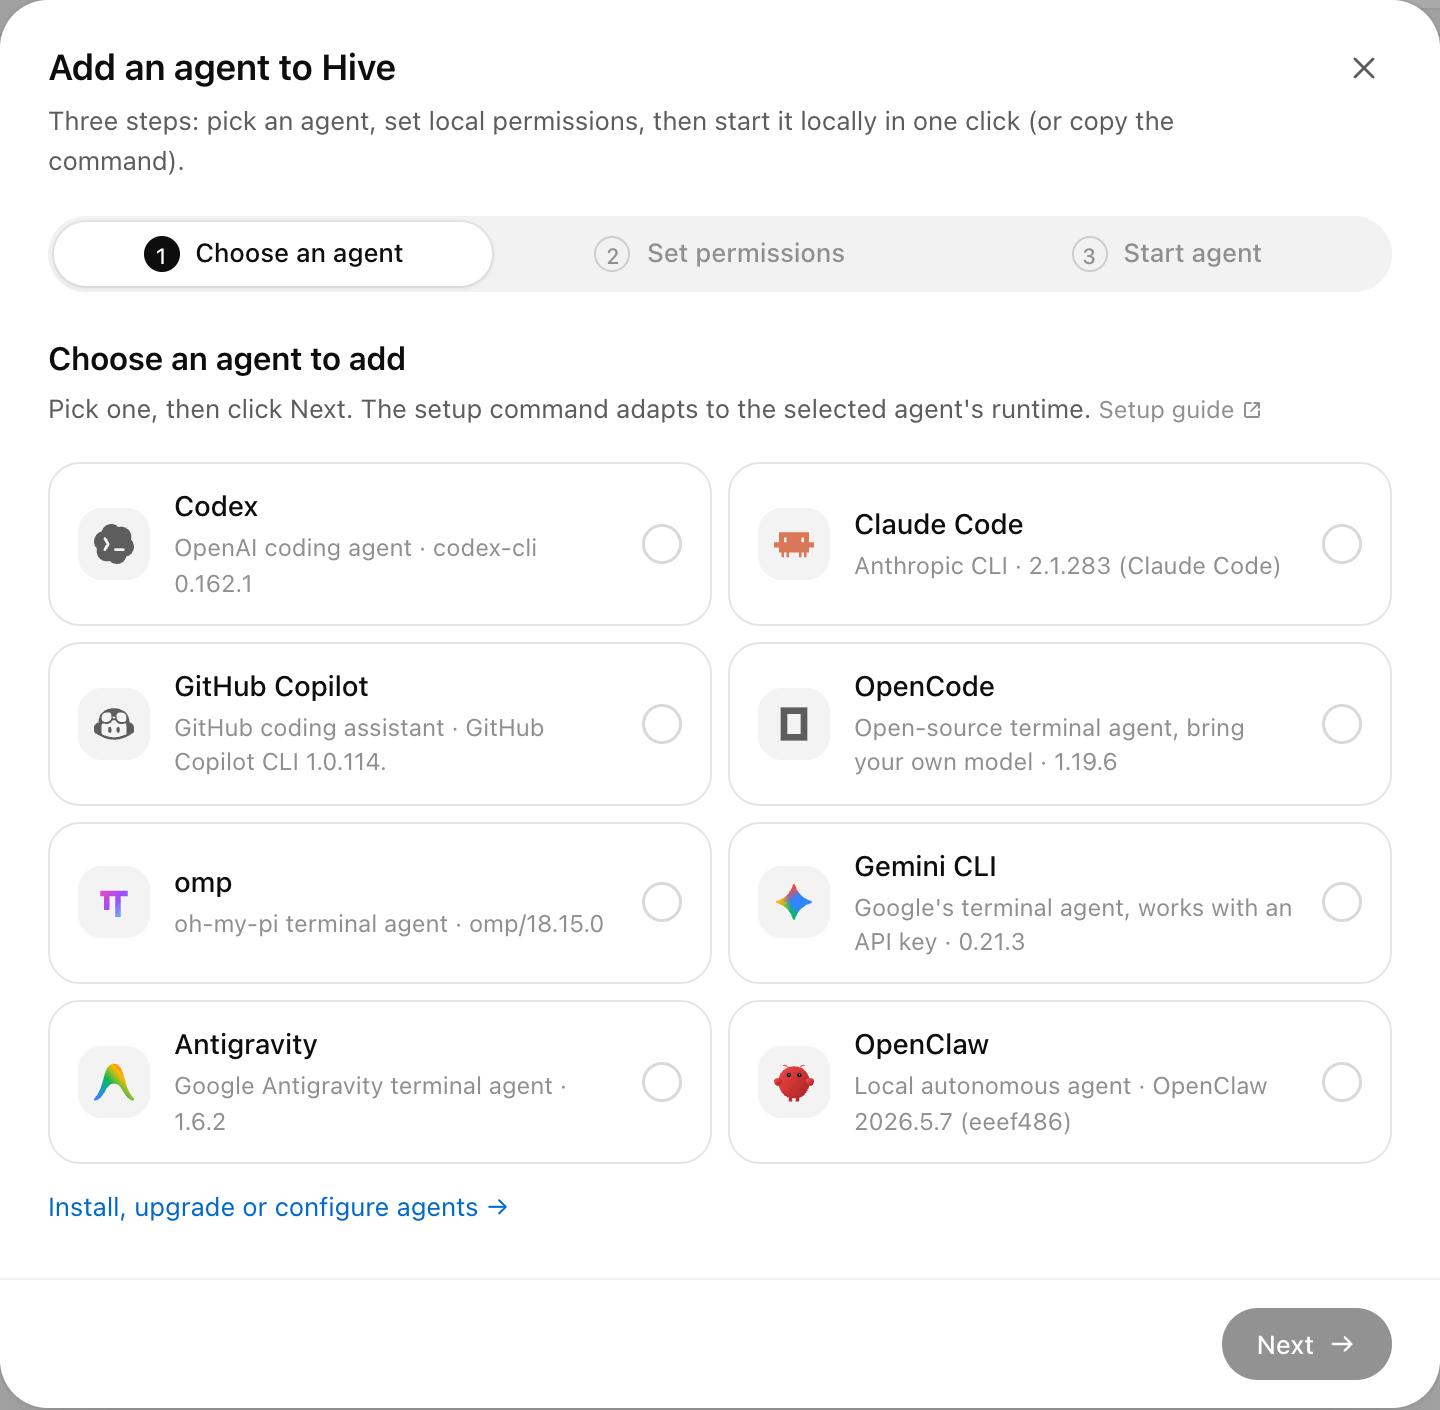 Add an agent to Hive
Three steps: pick an agent, set local permissions, then start it locally in one click (or copy the
command).
1 Choose an agent
2 Set permissions
3 Start agent
Choose an agent to add
Pick one, then click Next. The setup command adapts to the selected agent's runtime. Setup guide
Codex
OpenAI coding agent · codex-cli
0.162.1
Claude Code
Anthropic CLI · 2.1.283 (Claude Code)
GitHub Copilot
GitHub coding assistant · GitHub
Copilot CLI 1.0.114.
OpenCode
Open-source terminal agent, bring
your own model · 1.19.6
omp
oh-my-pi terminal agent · omp/18.15.0
Gemini CLI
Google's terminal agent, works with an
API key · 0.21.3
Antigravity
Google Antigravity terminal agent ·
1.6.2
OpenClaw
Local autonomous agent · OpenClaw
2026.5.7 (eeef486)
Install, upgrade or configure agents →
Next →